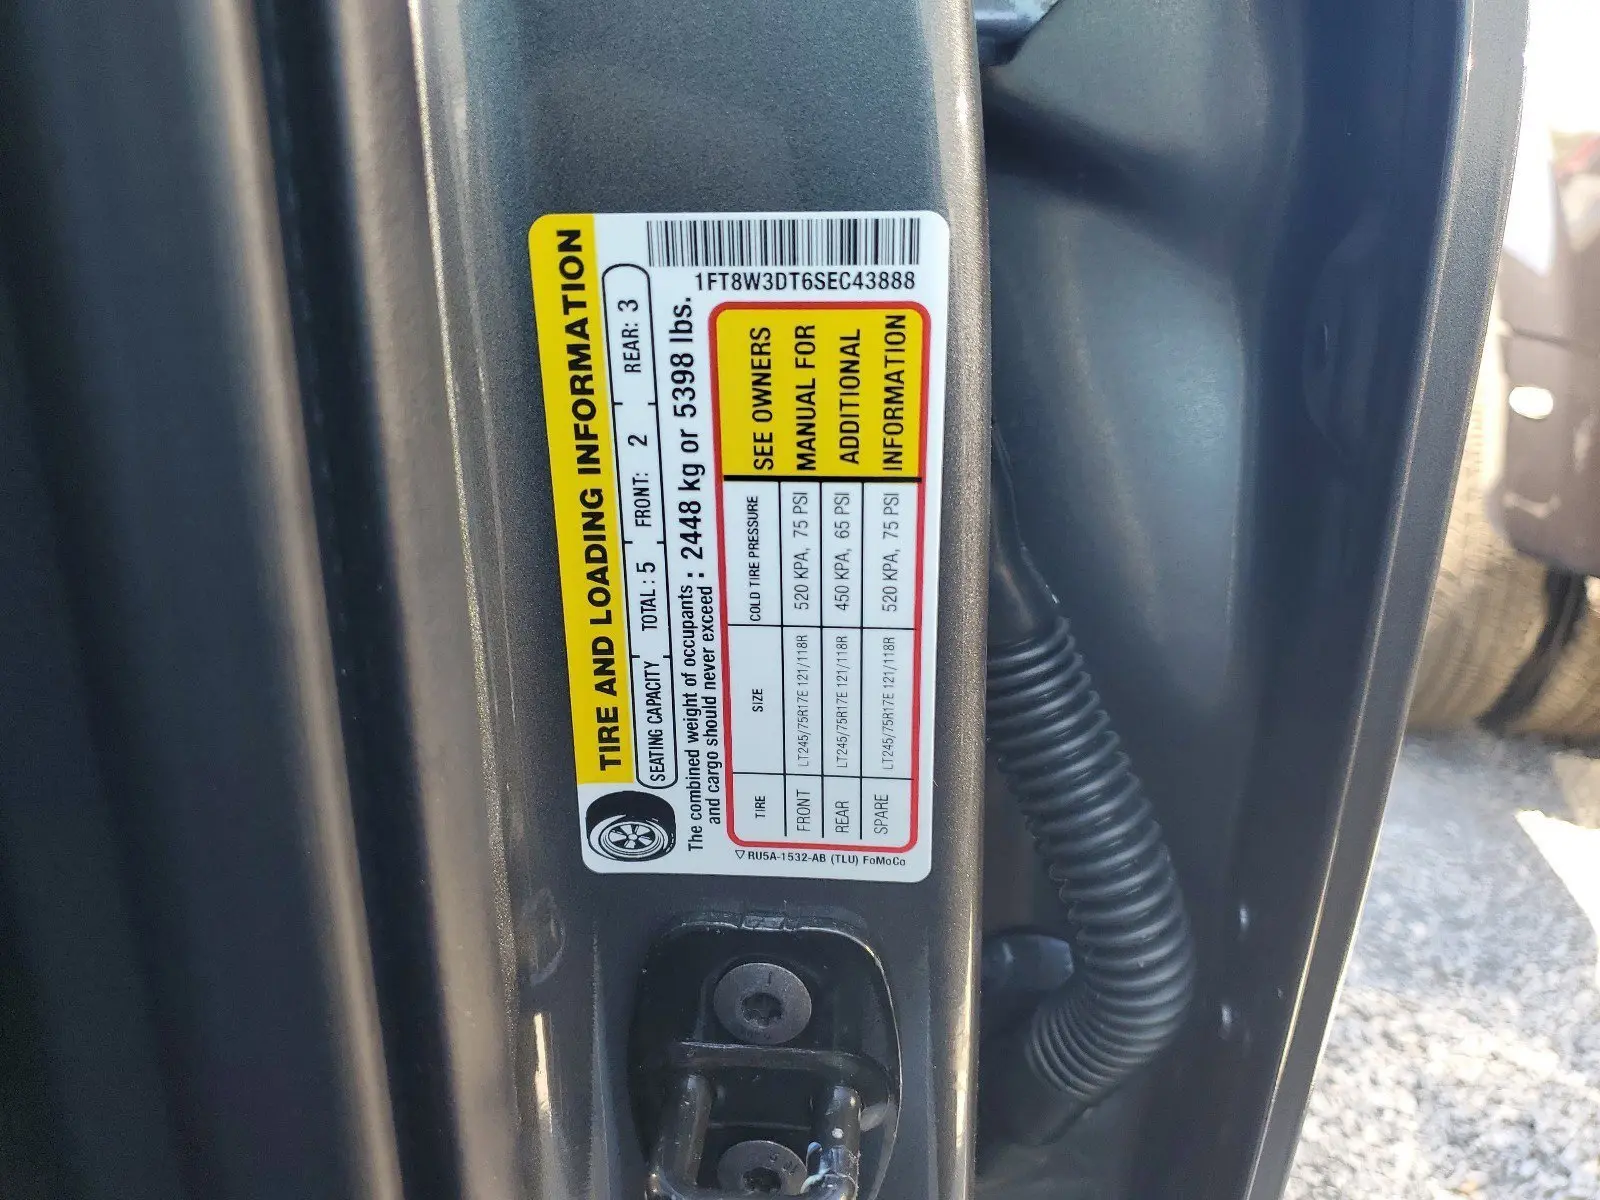 1FT8W3DT6SEC43888
TIRE AND LOADING INFORMATION
SEATING CAPACITY TOTAL : 5 FRONT: 2 REAR: 3
The combined weight of occupants : 2448 kg or 5398 lbs.
and cargo should never exceed
TIRE SIZE COLD TIRE PRESSURE
FRONT LT245/75R17E 121/118R 520 KPA, 75 PSI
REAR LT245/75R17E 121/118R 450 KPA, 65 PSI
SPARE LT245/75R17E 121/118R 520 KPA, 75 PSI
SEE OWNERS
MANUAL FOR
ADDITIONAL
INFORMATION
RU5A-1532-AB (TLU) FoMoCo